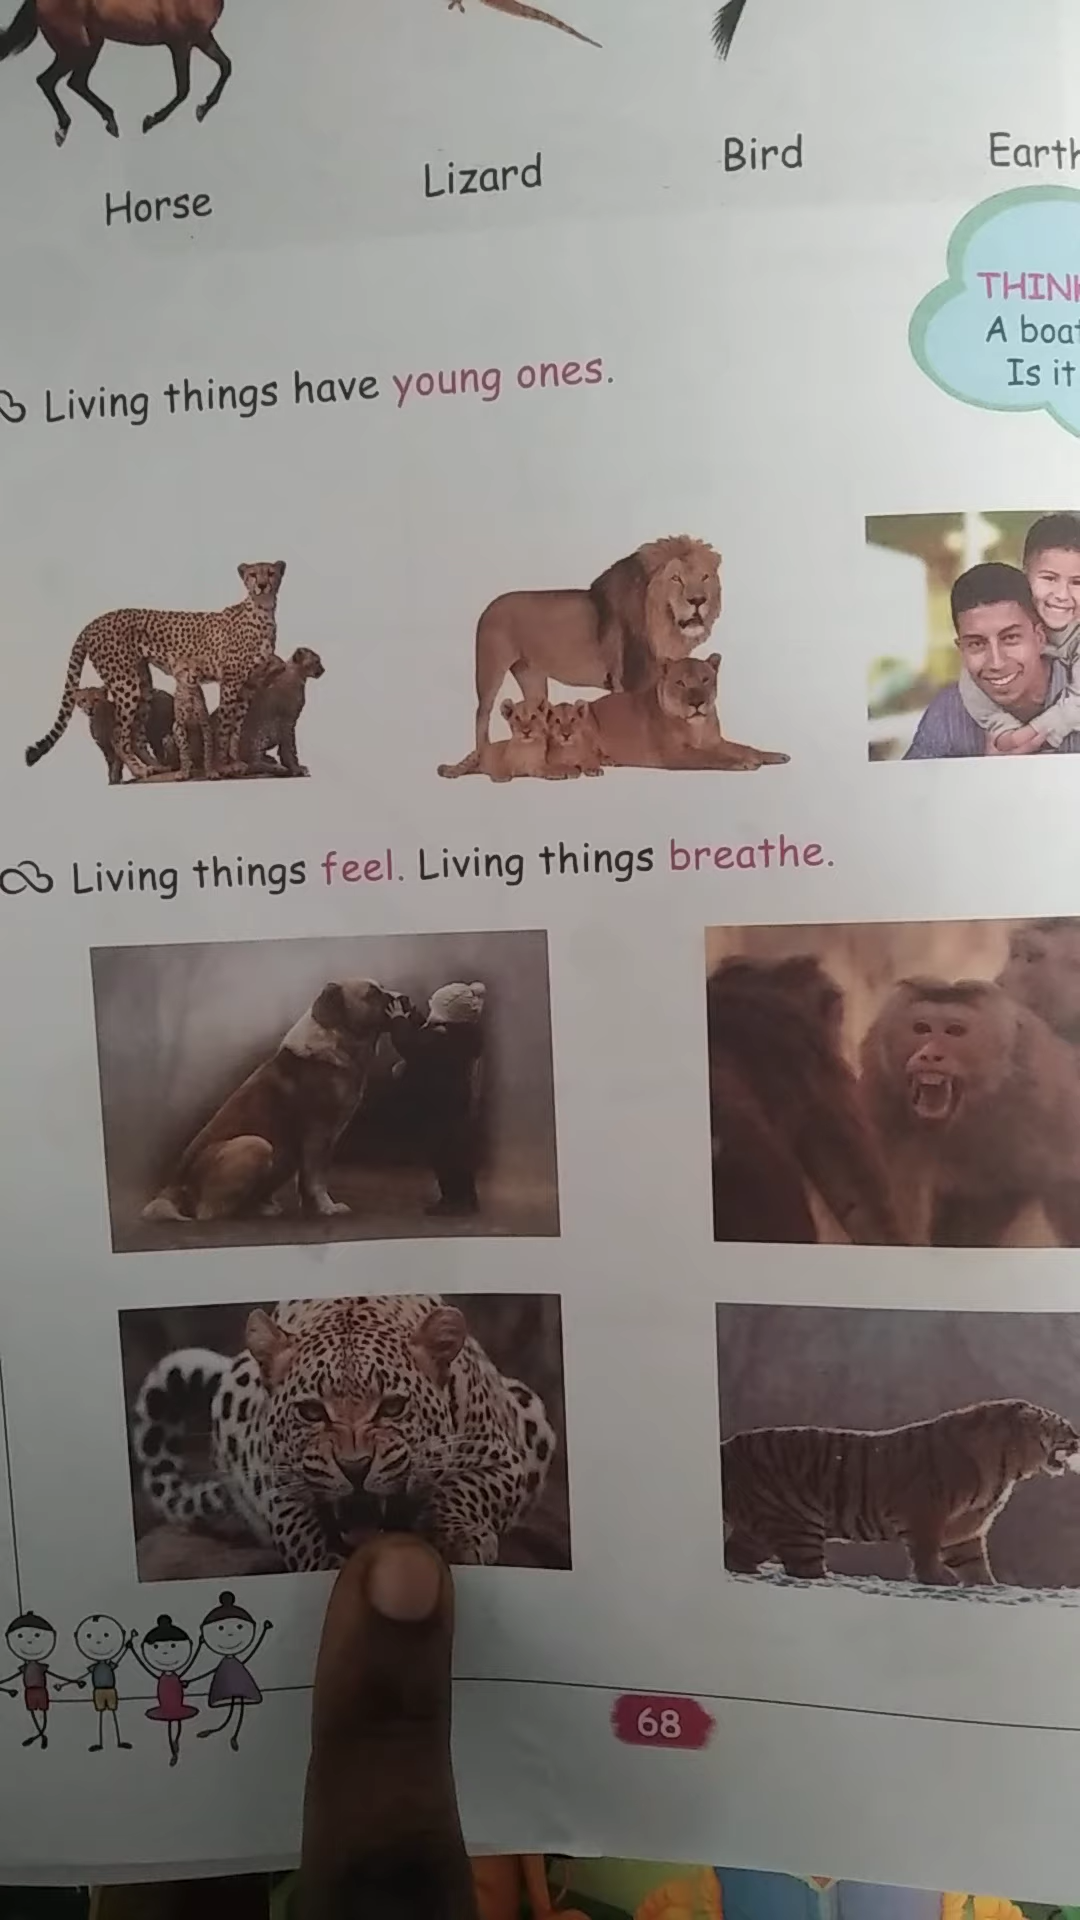 Horse
Lizard
Bird
Earth
THINK
A boat
Is it
Living things have young ones.
Living things feel. Living things breathe.
68